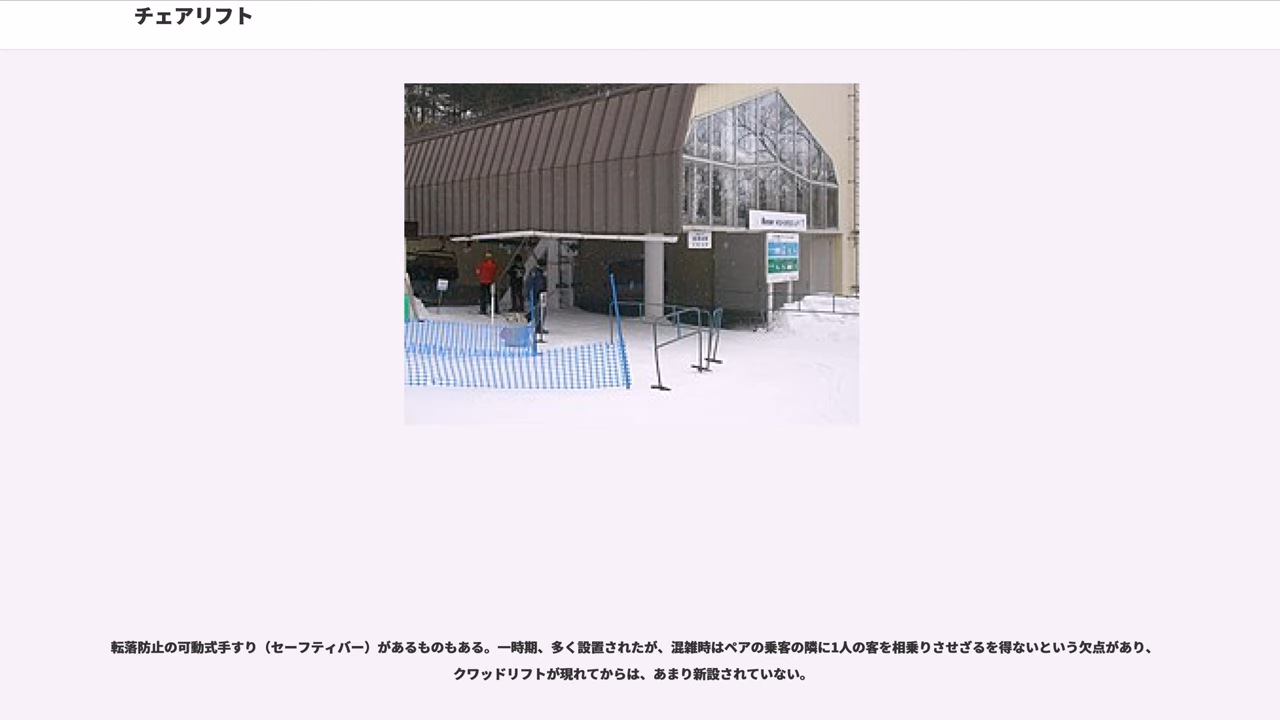 チェアリフト
転落防止の可動式手すり（セーフティバー）があるものもある。一時期、多く設置されたが、混雑時はペアの乗客の隣に1人の客を相乗りさせざるを得ないという欠点があり、
クワッドリフトが現れてからは、あまり新設されていない。